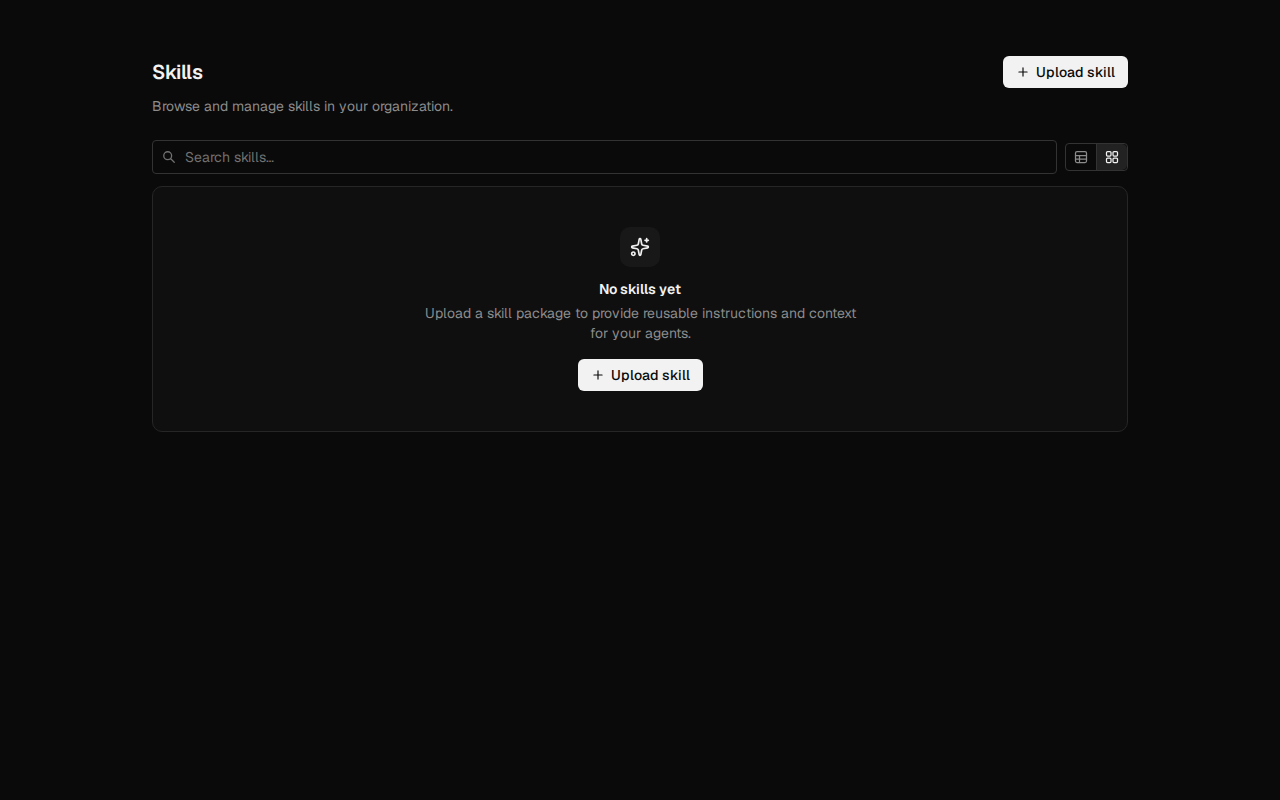 Skills
Upload skill
Browse and manage skills in your organization.
Search skills...
No skills yet
Upload a skill package to provide reusable instructions and context
for your agents.
Upload skill